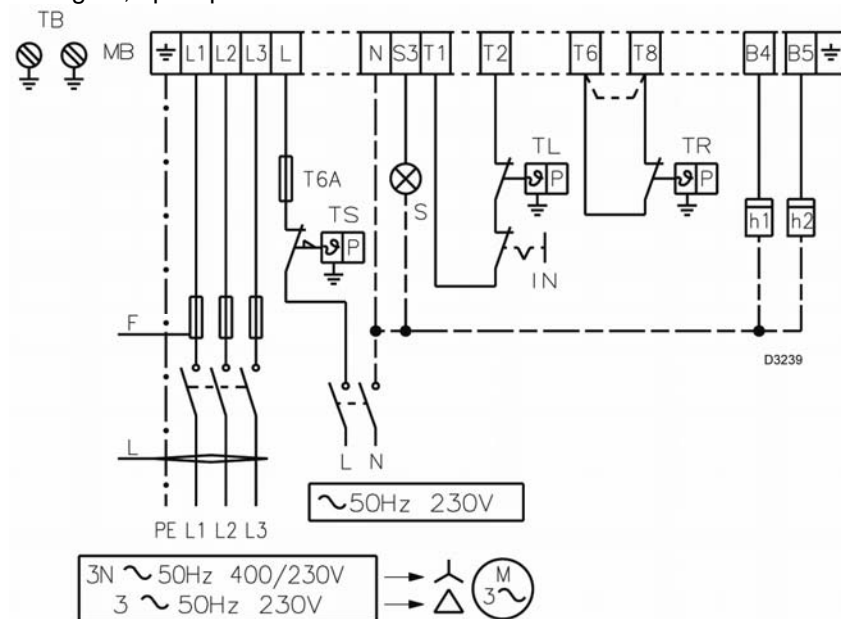 TB
MB L1 L2 L3 L N S3 T1 T2 T6 T8 B4 B5
T6A
TS
P
S
TL
P
IN
TR
P
h1 h2
F
D3239
L
L N
~50Hz 230V
PE L1 L2 L3
3N ~ 50Hz 400/230V
3 ~ 50Hz 230V
M
3~